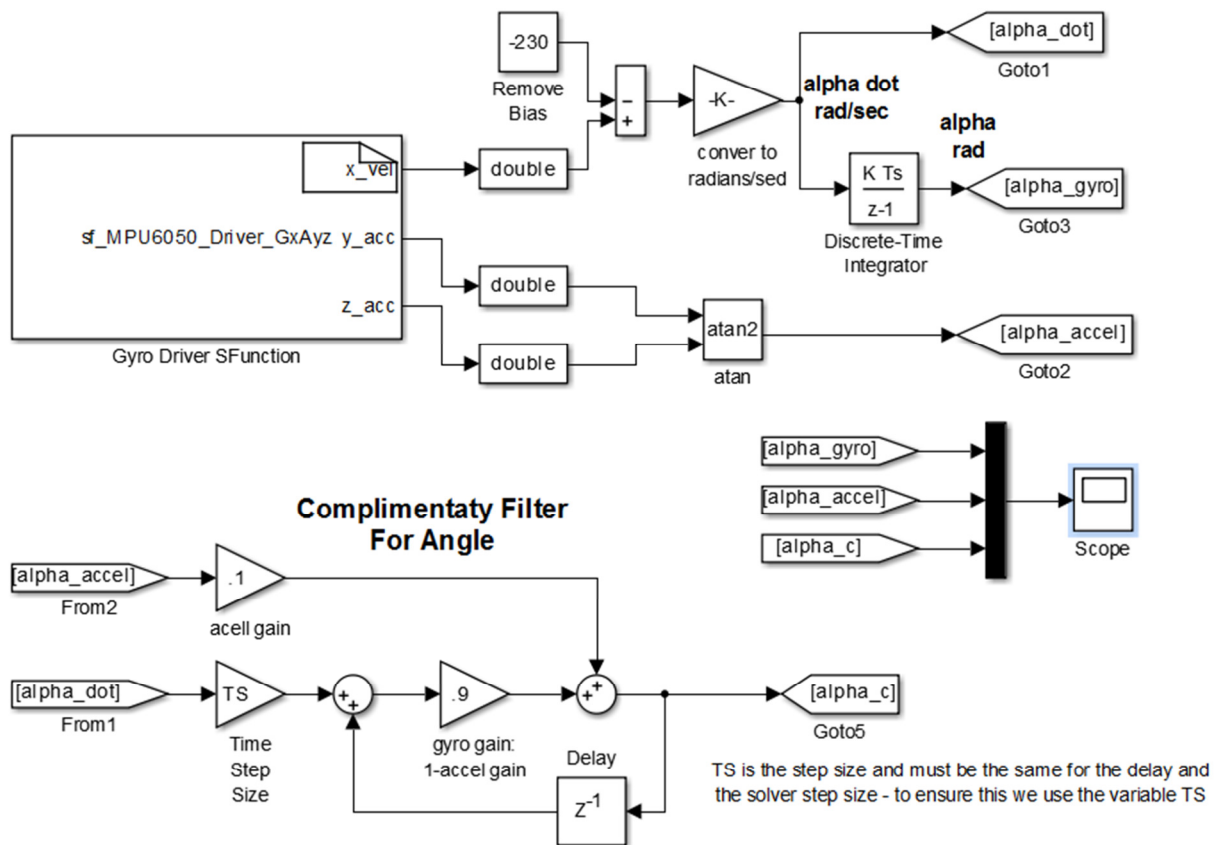 -230
Remove
Bias
−
+
-K-
conver to
radians/sed
alpha dot
rad/sec
[alpha_dot]
Goto1
alpha
rad
K Ts
z-1
Discrete-Time
Integrator
[alpha_gyro]
Goto3
x_vel
sf_MPU6050_Driver_GxAyz y_acc
z_acc
Gyro Driver SFunction
double
double
double
atan2
atan
[alpha_accel]
Goto2
[alpha_gyro]
[alpha_accel]
[alpha_c]
Scope
Complimentaty Filter
For Angle
[alpha_accel]
From2
.1
acell gain
[alpha_dot]
From1
TS
Time
Step
Size
+
+
.9
gyro gain:
1-accel gain
+
+
[alpha_c]
Goto5
Delay
Z-1
TS is the step size and must be the same for the delay and
the solver step size - to ensure this we use the variable TS